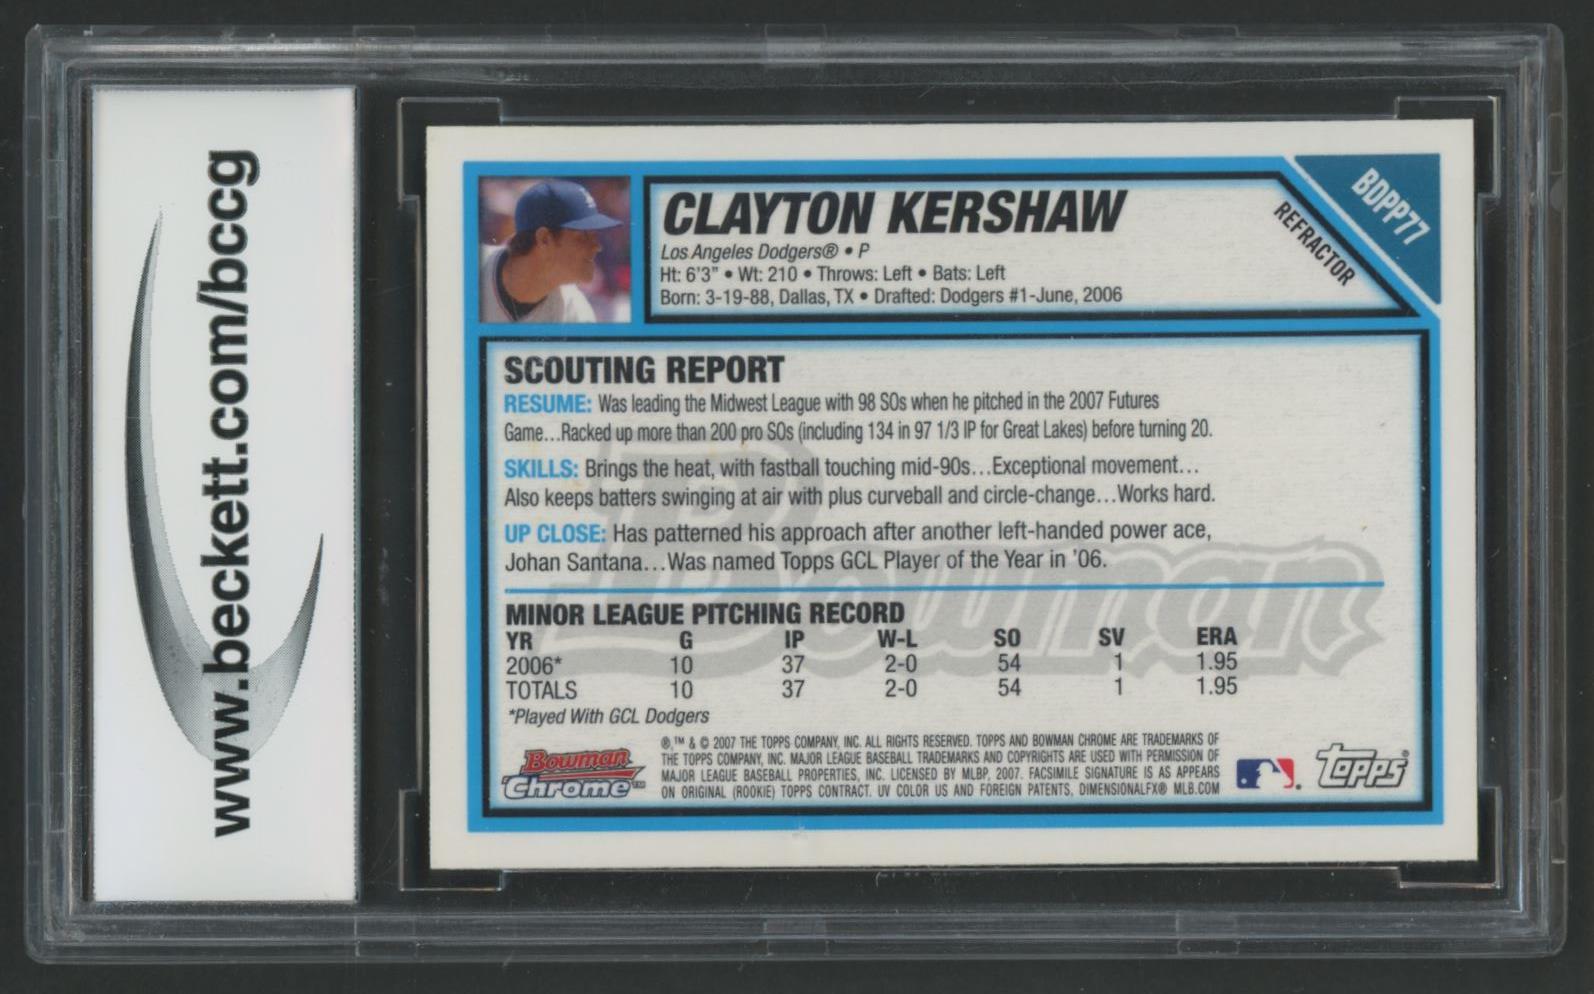 www.beckett.com/bccg
CLAYTON KERSHAW
Los Angeles Dodgers® • P
Ht: 6'3" • Wt: 210 • Throws: Left • Bats: Left
Born: 3-19-88, Dallas, TX • Drafted: Dodgers #1-June, 2006
REFRACTOR
BDPP77
SCOUTING REPORT
RESUME: Was leading the Midwest League with 98 SOs when he pitched in the 2007 Futures
Game...Racked up more than 200 pro SOs (including 134 in 97 1/3 IP for Great Lakes) before turning 20.
SKILLS: Brings the heat, with fastball touching mid-90s...Exceptional movement...
Also keeps batters swinging at air with plus curveball and circle-change...Works hard.
UP CLOSE: Has patterned his approach after another left-handed power ace,
Johan Santana...Was named Topps GCL Player of the Year in '06.
Bowman
MINOR LEAGUE PITCHING RECORD
YR G IP W-L SO SV ERA
2006* 10 37 2-0 54 1 1.95
TOTALS 10 37 2-0 54 1 1.95
*Played With GCL Dodgers
Bowman
Chrome™
®,™ & © 2007 THE TOPPS COMPANY, INC. ALL RIGHTS RESERVED. TOPPS AND BOWMAN CHROME ARE TRADEMARKS OF
THE TOPPS COMPANY, INC. MAJOR LEAGUE BASEBALL TRADEMARKS AND COPYRIGHTS ARE USED WITH PERMISSION OF
MAJOR LEAGUE BASEBALL PROPERTIES, INC. LICENSED BY MLBP, 2007. FACSIMILE SIGNATURE IS AS APPEARS
ON ORIGINAL (ROOKIE) TOPPS CONTRACT. UV COLOR US AND FOREIGN PATENTS, DIMENSIONALFX® MLB.COM
Topps®